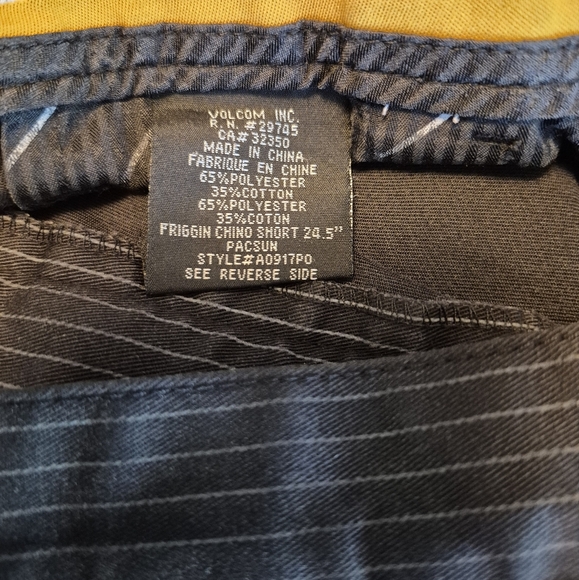 VOLCOM INC.
R.N. #29745
CA# 32350
MADE IN CHINA
FABRIQUE EN CHINE
65%POLYESTER
35%COTTON
65%POLYESTER
35%COTON
FRIGGIN CHINO SHORT 24.5"
PACSUN
STYLE#A0917P0
SEE REVERSE SIDE